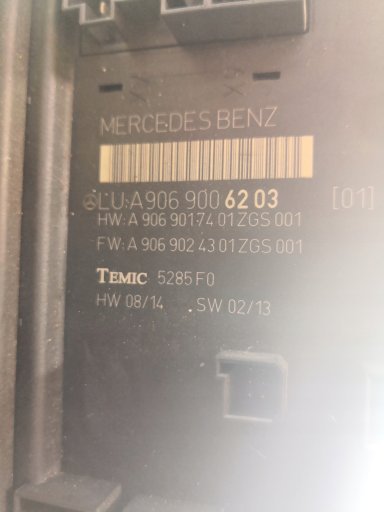 MERCEDES BENZ
LU: A 906 900 62 03 [01]
HW: A 906 901 74 01 ZGS 001
FW: A 906 902 43 01 ZGS 001
TEMIC 5285 F0
HW 08/14 . SW 02/13